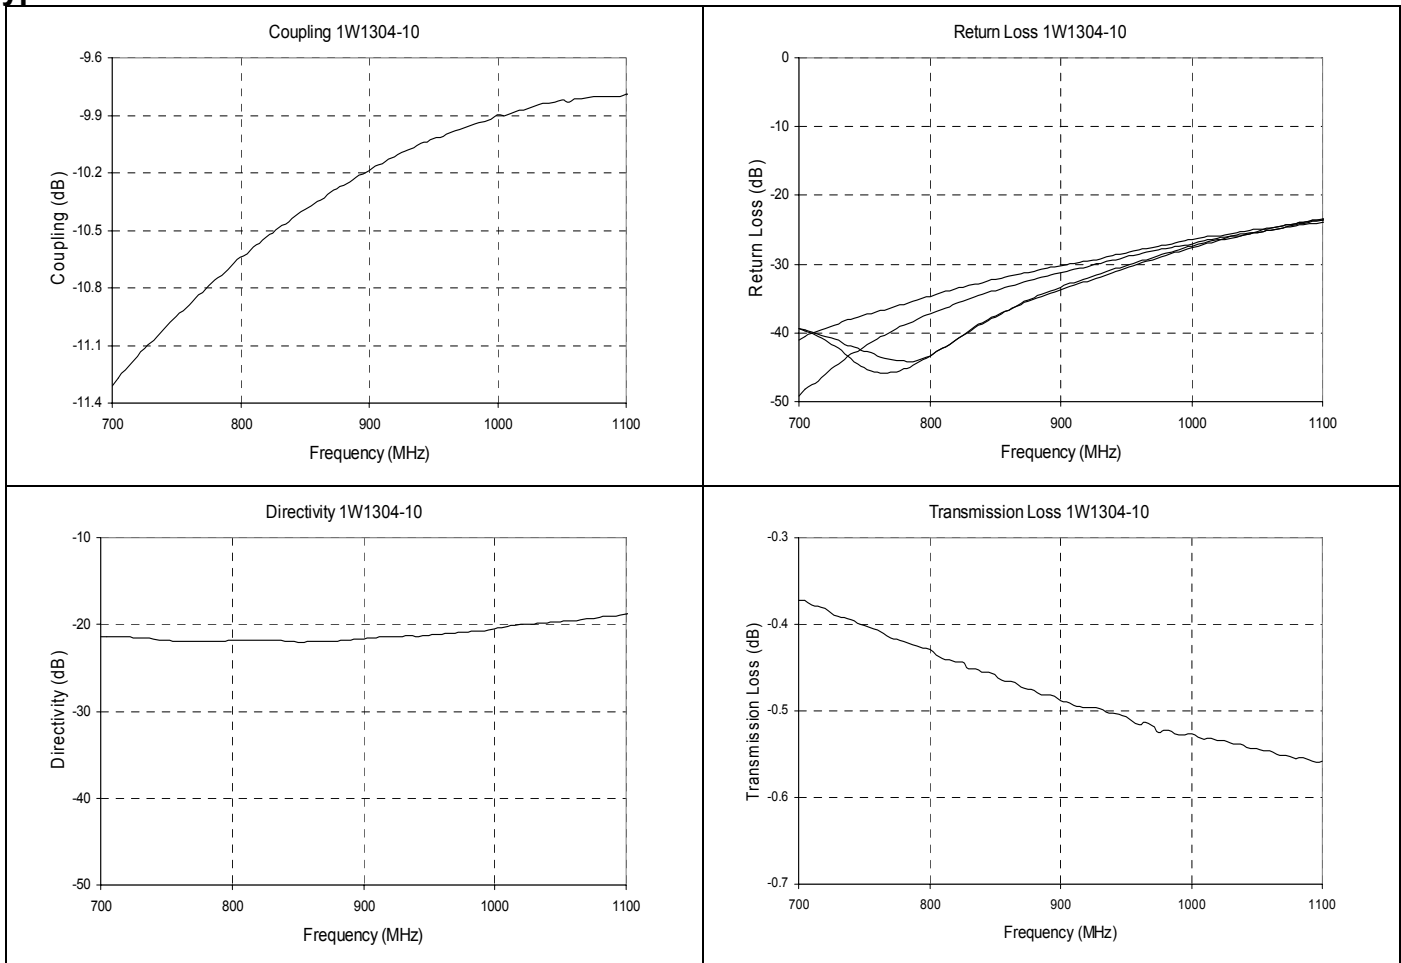 Coupling 1W1304-10
-9.6
-9.9
-10.2
-10.5
-10.8
-11.1
-11.4
Coupling (dB)
700 800 900 1000 1100
Frequency (MHz)
Return Loss 1W1304-10
0
-10
-20
-30
-40
-50
Return Loss (dB)
700 800 900 1000 1100
Frequency (MHz)
Directivity 1W1304-10
-10
-20
-30
-40
-50
Directivity (dB)
700 800 900 1000 1100
Frequency (MHz)
Transmission Loss 1W1304-10
-0.3
-0.4
-0.5
-0.6
-0.7
Transmission Loss (dB)
700 800 900 1000 1100
Frequency (MHz)